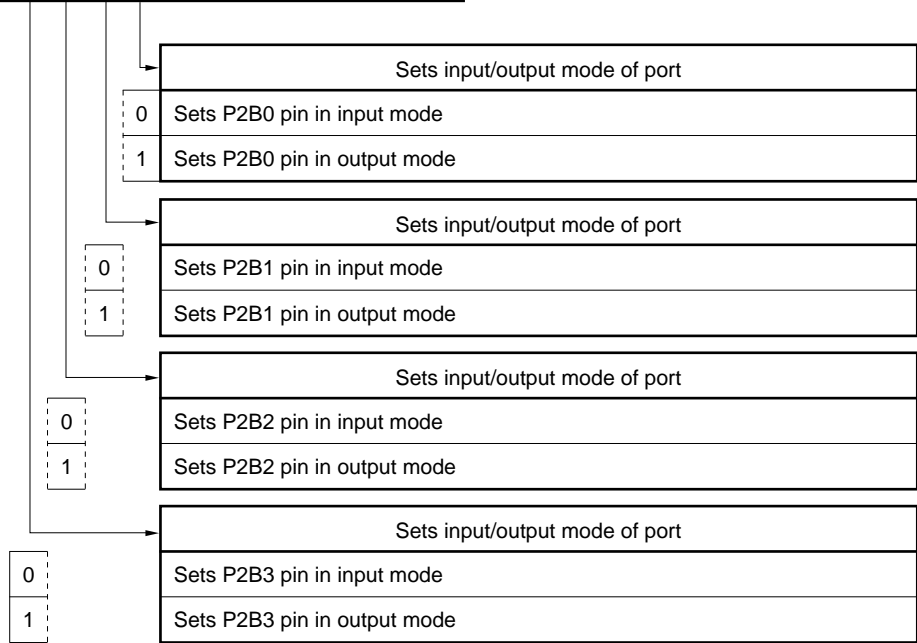 Sets input/output mode of port
0 Sets P2B0 pin in input mode
1 Sets P2B0 pin in output mode
Sets input/output mode of port
0 Sets P2B1 pin in input mode
1 Sets P2B1 pin in output mode
Sets input/output mode of port
0 Sets P2B2 pin in input mode
1 Sets P2B2 pin in output mode
Sets input/output mode of port
0 Sets P2B3 pin in input mode
1 Sets P2B3 pin in output mode